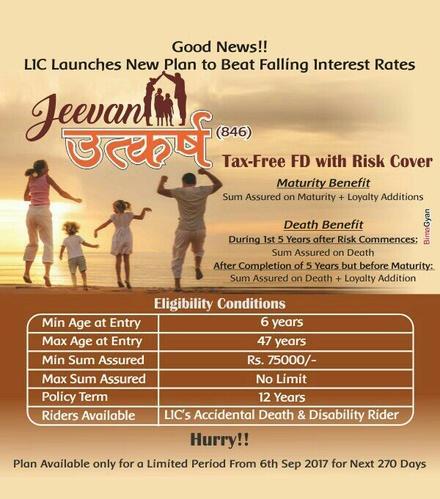 Good News!!
LIC Launches New Plan to Beat Falling Interest Rates
Jeevan
उत्कर्ष (846)
Tax-Free FD with Risk Cover
Maturity Benefit
Sum Assured on Maturity + Loyalty Additions
Death Benefit
During 1st 5 Years after Risk Commences:
Sum Assured on Death
After Completion of 5 Years but before Maturity:
Sum Assured on Death + Loyalty Addition
BimaGyan
Eligibility Conditions
Min Age at Entry 6 years
Max Age at Entry 47 years
Min Sum Assured Rs. 75000/-
Max Sum Assured No Limit
Policy Term 12 Years
Riders Available LIC's Accidental Death & Disability Rider
Hurry!!
Plan Available only for a Limited Period From 6th Sep 2017 for Next 270 Days